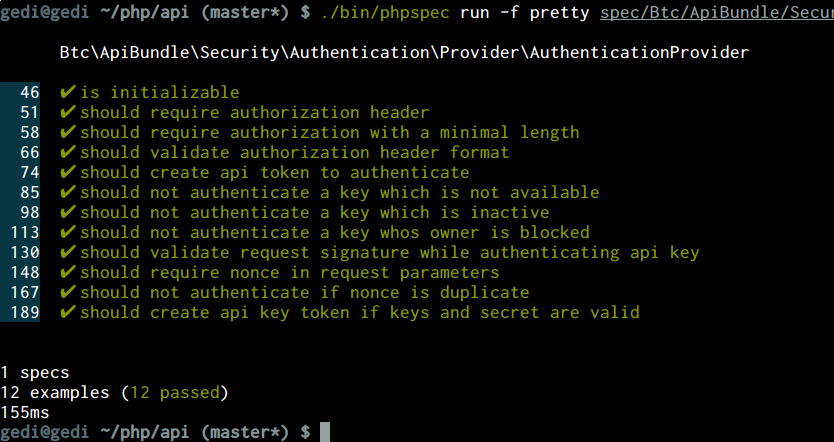 gedi@gedi ~/php/api (master*) $ ./bin/phpspec run -f pretty spec/Btc/ApiBundle/Secur
Btc\ApiBundle\Security\Authentication\Provider\AuthenticationProvider
46 ✔ is initializable
51 ✔ should require authorization header
58 ✔ should require authorization with a minimal length
66 ✔ should validate authorization header format
74 ✔ should create api token to authenticate
85 ✔ should not authenticate a key which is not available
98 ✔ should not authenticate a key which is inactive
113 ✔ should not authenticate a key whos owner is blocked
130 ✔ should validate request signature while authenticating api key
148 ✔ should require nonce in request parameters
167 ✔ should not authenticate if nonce is duplicate
189 ✔ should create api key token if keys and secret are valid
1 specs
12 examples (12 passed)
155ms
gedi@gedi ~/php/api (master*) $